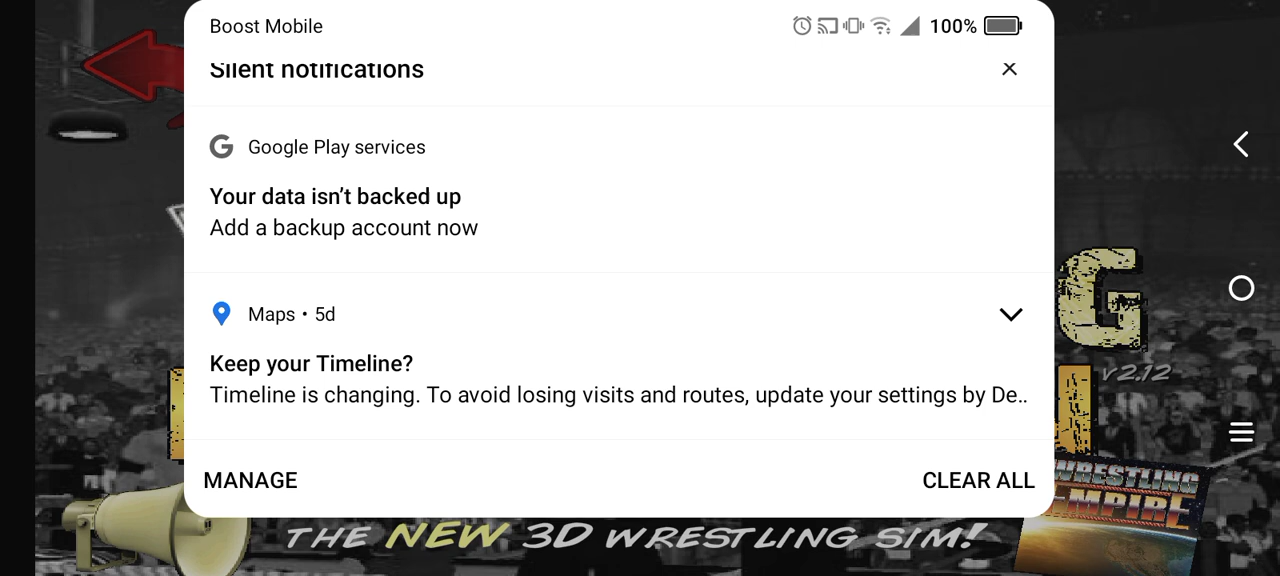 Boost Mobile 100%
Silent notifications
Google Play services
Your data isn’t backed up
Add a backup account now
Maps • 5d
Keep your Timeline?
Timeline is changing. To avoid losing visits and routes, update your settings by De..
MANAGE CLEAR ALL
G
v2.12
WRESTLING
EMPIRE
THE NEW 3D WRESTLING SIM!